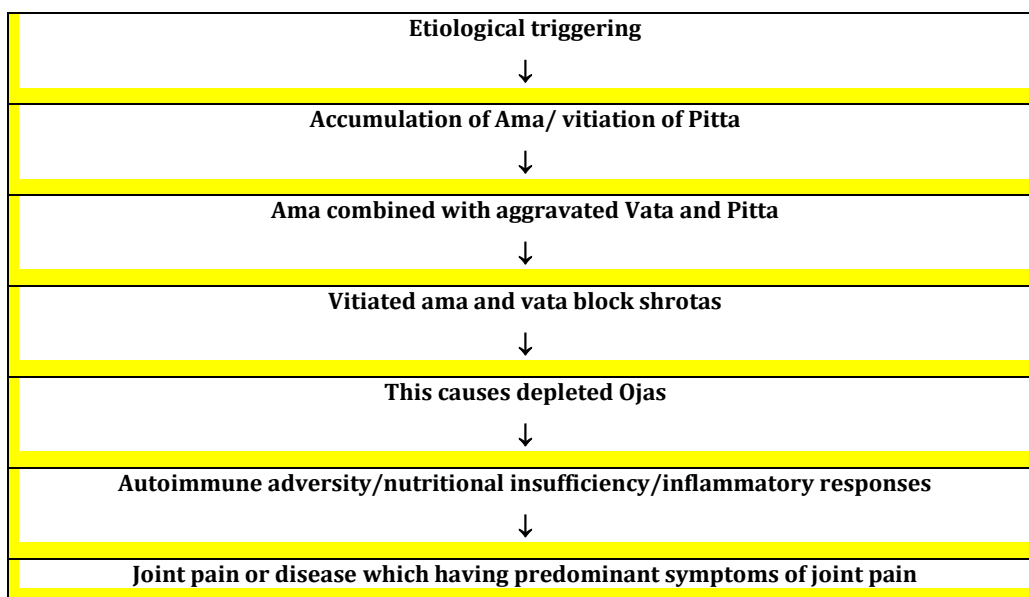 Etiological triggering
↓
Accumulation of Ama/ vitiation of Pitta
↓
Ama combined with aggravated Vata and Pitta
↓
Vitiated ama and vata block shrotas
↓
This causes depleted Ojas
↓
Autoimmune adversity/nutritional insufficiency/inflammatory responses
↓
Joint pain or disease which having predominant symptoms of joint pain